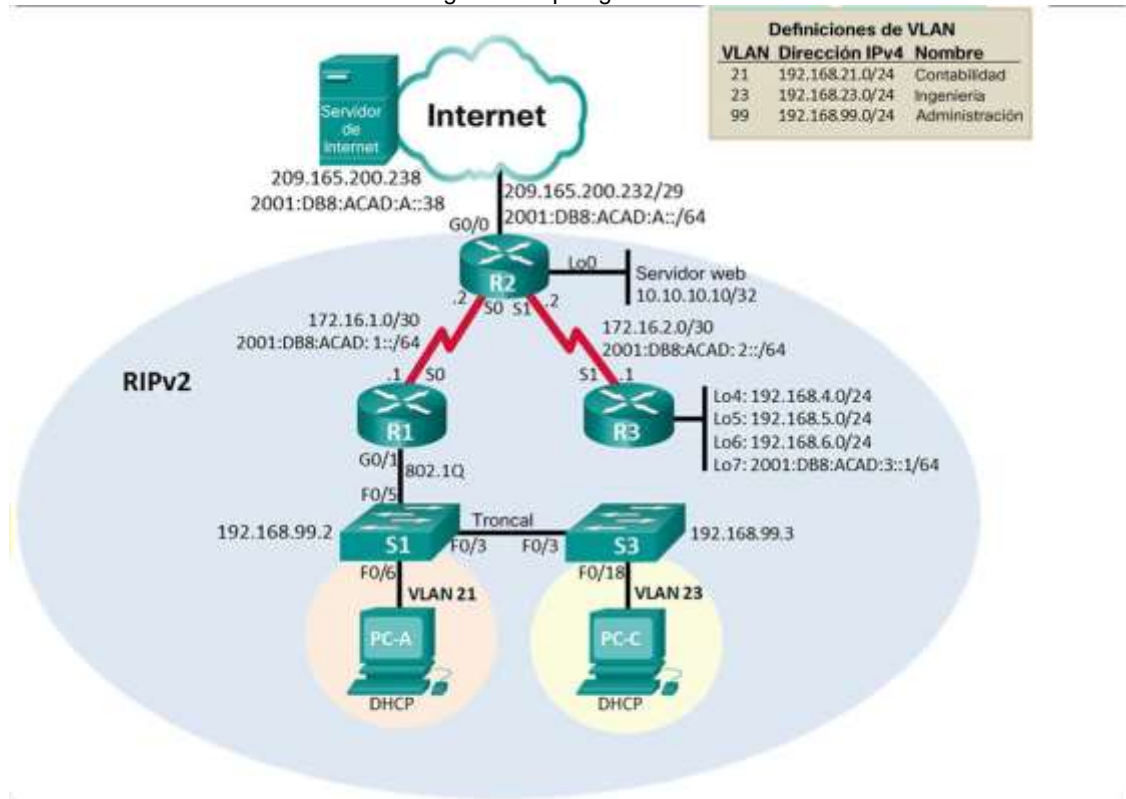 Definiciones de VLAN
VLAN Dirección IPv4 Nombre
21 192.168.21.0/24 Contabilidad
23 192.168.23.0/24 Ingeniería
99 192.168.99.0/24 Administración
Servidor
de
Internet
Internet
209.165.200.238
2001:DB8:ACAD:A::38
209.165.200.232/29
2001:DB8:ACAD:A::/64
G0/0
R2
Lo0
Servidor web
10.10.10.10/32
.2
S0
S1
.2
172.16.1.0/30
2001:DB8:ACAD: 1::/64
172.16.2.0/30
2001:DB8:ACAD: 2::/64
RIPv2
.1
S0
S1
.1
R1
R3
Lo4: 192.168.4.0/24
Lo5: 192.168.5.0/24
Lo6: 192.168.6.0/24
Lo7: 2001:DB8:ACAD:3::1/64
G0/1
802.1Q
F0/5
192.168.99.2
S1
Troncal
F0/3
F0/3
S3
192.168.99.3
F0/6
VLAN 21
F0/18
VLAN 23
PC-A
PC-C
DHCP
DHCP